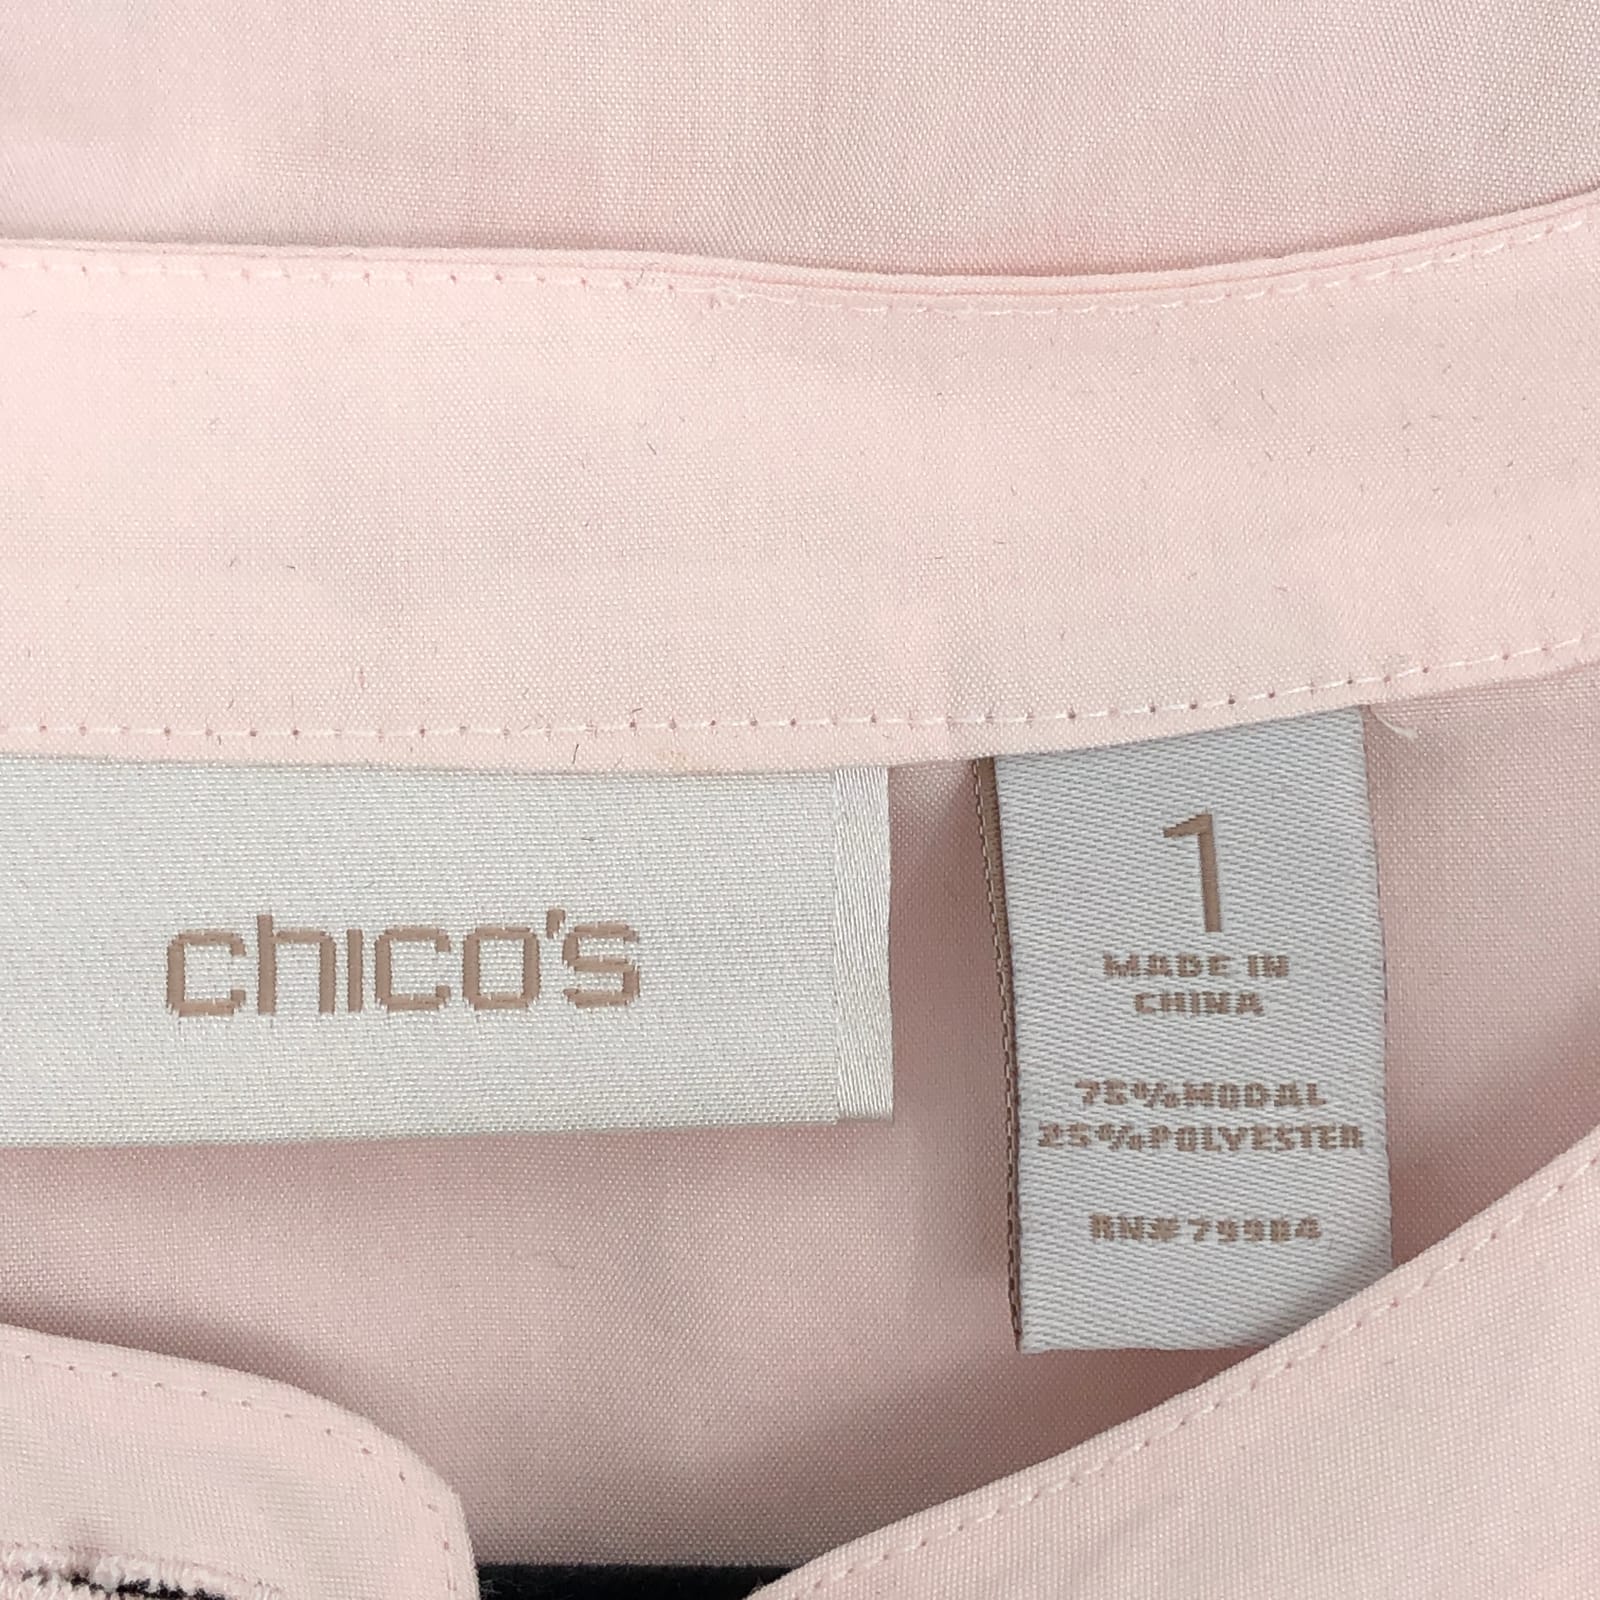 chico's
1
MADE IN
CHINA
75% MODAL
25% POLYESTER
RN# 79984